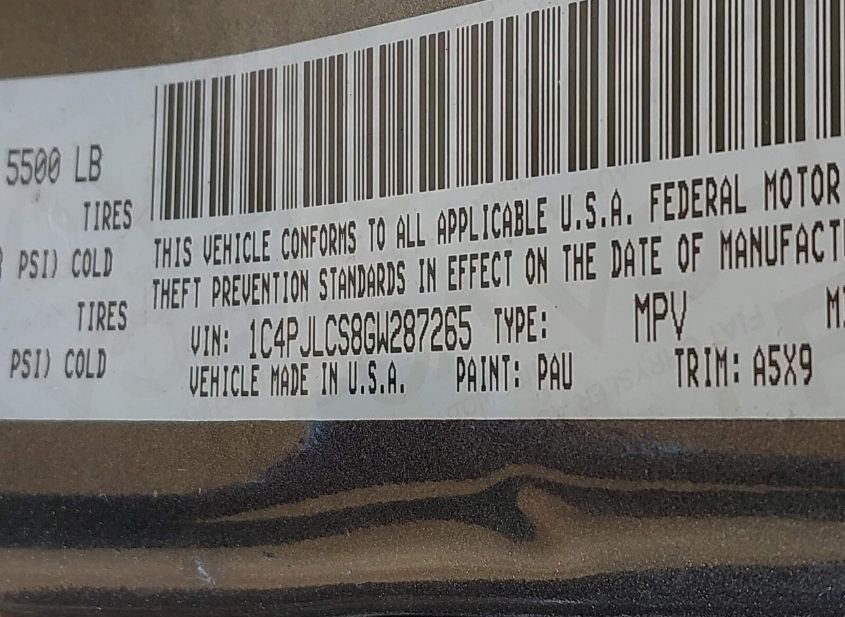 5500 LB
TIRES
PSI) COLD
TIRES
PSI) COLD
THIS VEHICLE CONFORMS TO ALL APPLICABLE U.S.A. FEDERAL MOTOR
THEFT PREVENTION STANDARDS IN EFFECT ON THE DATE OF MANUFACT
VIN: 1C4PJLCS8GW287265 TYPE: MPV
VEHICLE MADE IN U.S.A. PAINT: PAU TRIM: A5X9